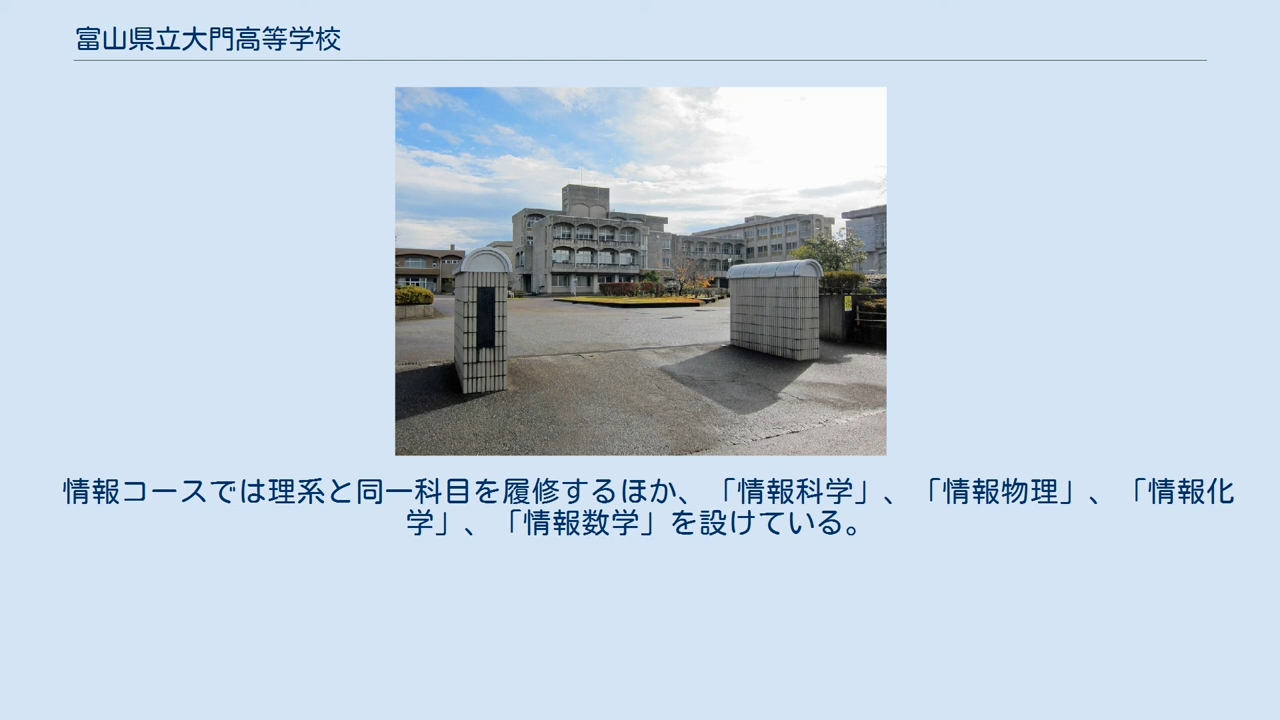 富山県立大門高等学校
情報コースでは理系と同一科目を履修するほか、「情報科学」、「情報物理」、「情報化
学」、「情報数学」を設けている。